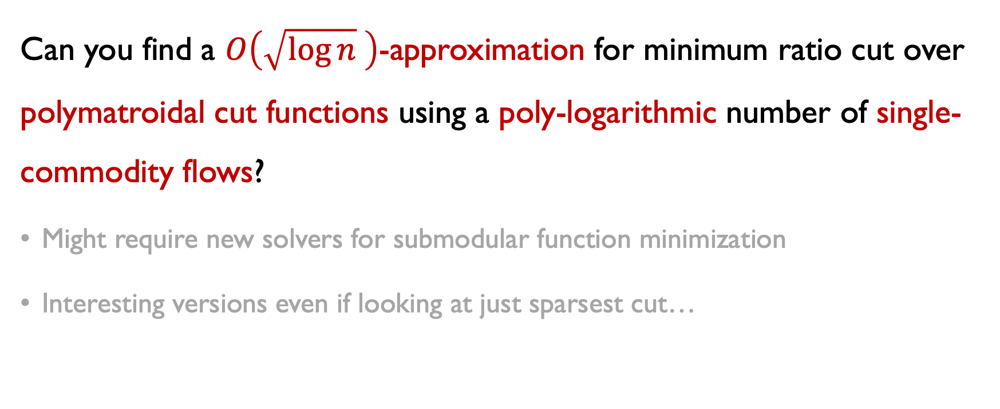 Can you find a O(√log n)-approximation for minimum ratio cut over
polymatroidal cut functions using a poly-logarithmic number of single-
commodity flows?
• Might require new solvers for submodular function minimization
• Interesting versions even if looking at just sparsest cut…